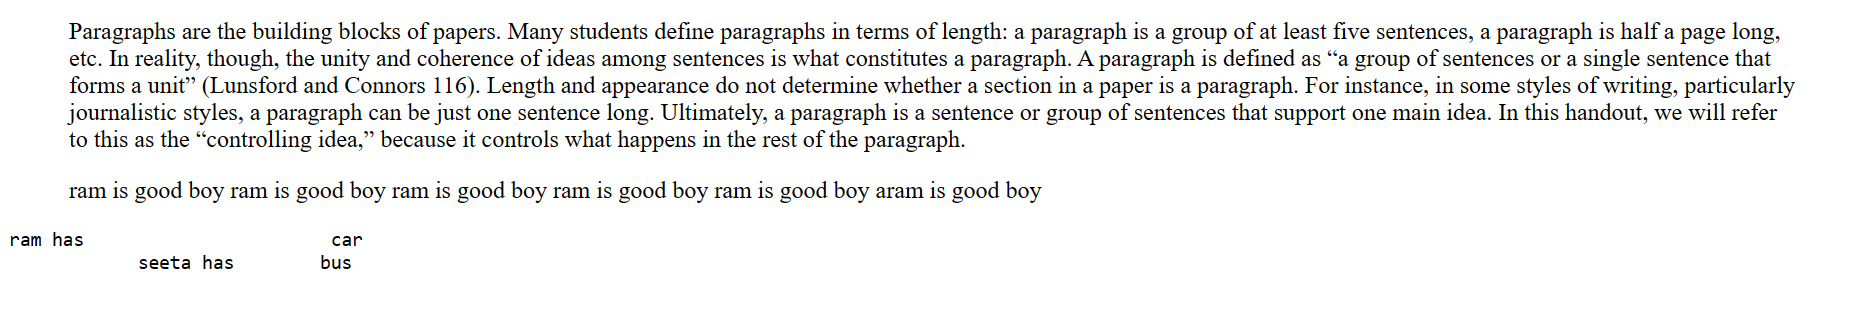 Paragraphs are the building blocks of papers. Many students define paragraphs in terms of length: a paragraph is a group of at least five sentences, a paragraph is half a page long,
etc. In reality, though, the unity and coherence of ideas among sentences is what constitutes a paragraph. A paragraph is defined as “a group of sentences or a single sentence that
forms a unit” (Lunsford and Connors 116). Length and appearance do not determine whether a section in a paper is a paragraph. For instance, in some styles of writing, particularly
journalistic styles, a paragraph can be just one sentence long. Ultimately, a paragraph is a sentence or group of sentences that support one main idea. In this handout, we will refer
to this as the “controlling idea,” because it controls what happens in the rest of the paragraph.
ram is good boy ram is good boy ram is good boy ram is good boy ram is good boy aram is good boy
ram has car
seeta has bus